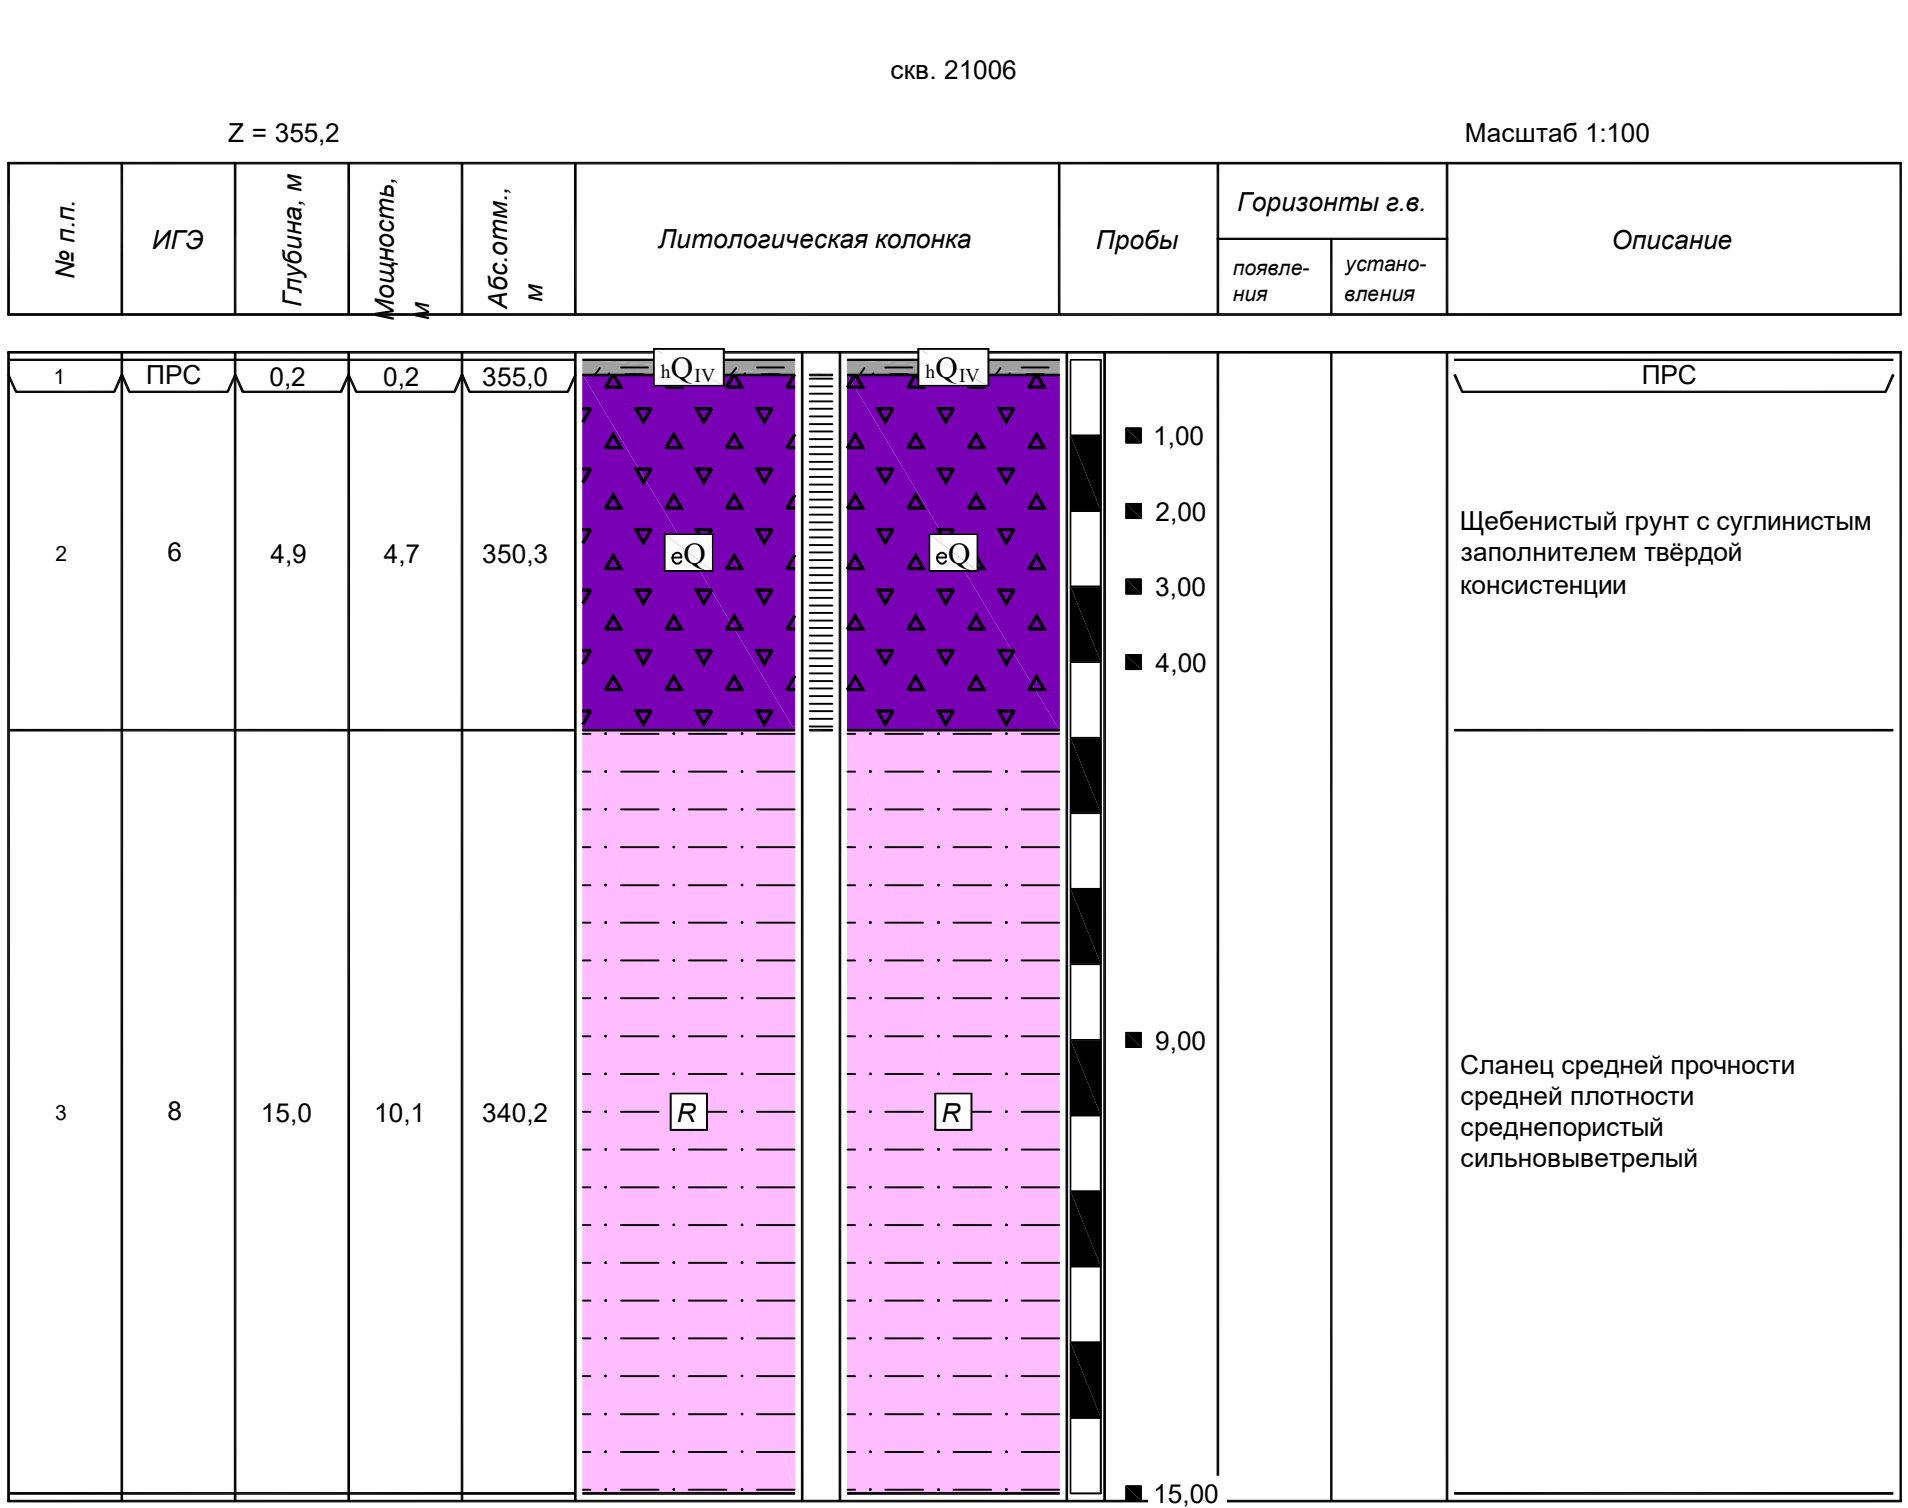 скв. 21006
Z = 355,2
Масштаб 1:100
№ п.п.
ИГЭ
Глубина, м
Мощность,
м
Абс.отм.,
м
Литологическая колонка
Пробы
Горизонты г.в.
появле-
ния
устано-
вления
Описание
1
ПРС
0,2
0,2
355,0
hQIV
hQIV
ПРС
1,00
2,00
3,00
4,00
2
6
4,9
4,7
350,3
eQ
eQ
Щебенистый грунт с суглинистым
заполнителем твёрдой
консистенции
9,00
3
8
15,0
10,1
340,2
R
R
Сланец средней прочности
средней плотности
среднепористый
сильновыветрелый
15,00